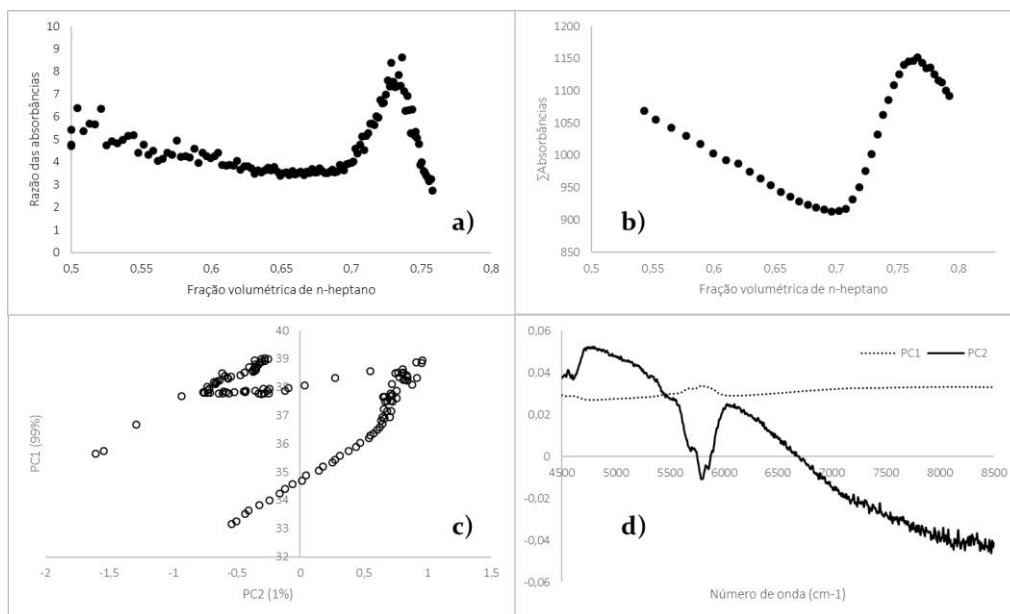 10
9
8
7
6
5
4
3
2
1
0
Razão das absorbâncias
a)
0,5 0,55 0,6 0,65 0,7 0,75 0,8
Fração volumétrica de n-heptano
1200
1150
1100
1050
1000
950
900
850
∑Absorbâncias
b)
0,5 0,55 0,6 0,65 0,7 0,75 0,8
Fração volumétrica de n-heptano
40
39
38
37
36
35
34
33
32
PC1 (99%)
c)
-2 -1,5 -1 -0,5 0 0,5 1 1,5
PC2 (1%)
0,06
0,04
0,02
0
-0,02
-0,04
-0,06
PC1 PC2
4500 5000 5500 6000 6500 7000 7500 8000 8500
d)
Número de onda (cm-1)